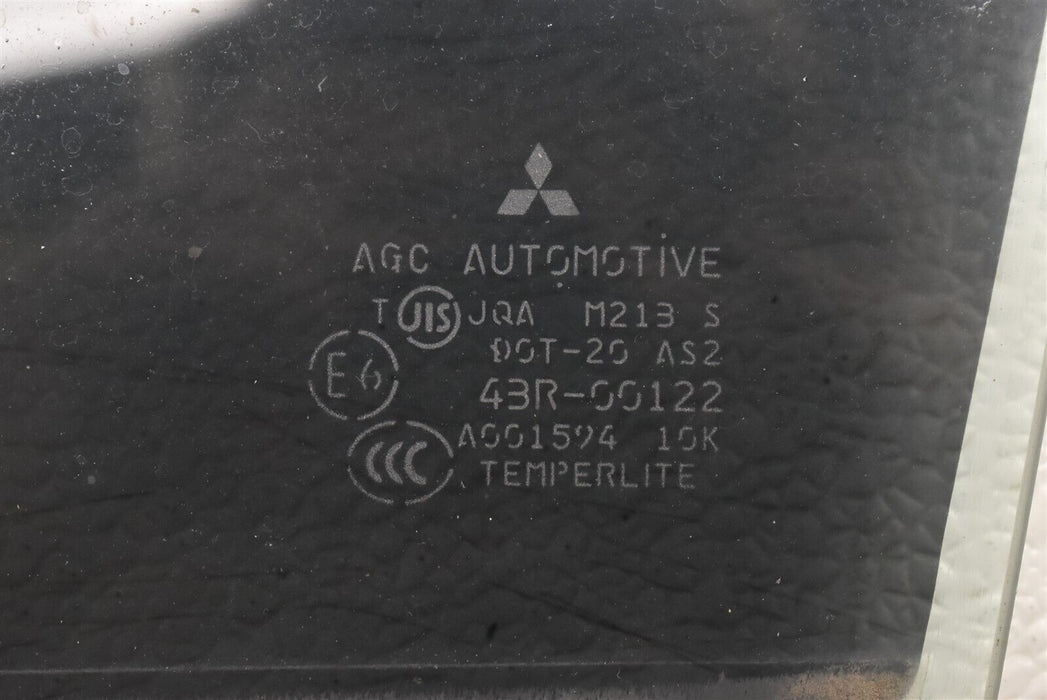 AGC AUTOMOTIVE
T JIS JQA M213 S
DOT-20 AS2
E6 43R-00122
CCC A001594 10K
TEMPERLITE